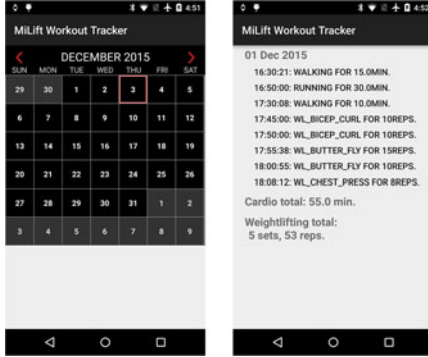 4:51
MiLift Workout Tracker
DECEMBER 2015
SUN MON TUE WED THU FRI SAT
29 30 1 2 3 4 5
6 7 8 9 10 11 12
13 14 15 16 17 18 19
20 21 22 23 24 25 26
27 28 29 30 31 1 2
3 4 5 6 7 8 9
4:52
MiLift Workout Tracker
01 Dec 2015
16:30:21: WALKING FOR 15.0MIN.
16:50:00: RUNNING FOR 30.0MIN.
17:30:08: WALKING FOR 10.0MIN.
17:45:00: WL_BICEP_CURL FOR 10REPS.
17:50:00: WL_BICEP_CURL FOR 10REPS.
17:55:38: WL_BUTTER_FLY FOR 15REPS.
18:00:55: WL_BUTTER_FLY FOR 10REPS.
18:08:12: WL_CHEST_PRESS FOR 8REPS.
Cardio total: 55.0 min.
Weightlifting total:
5 sets, 53 reps.